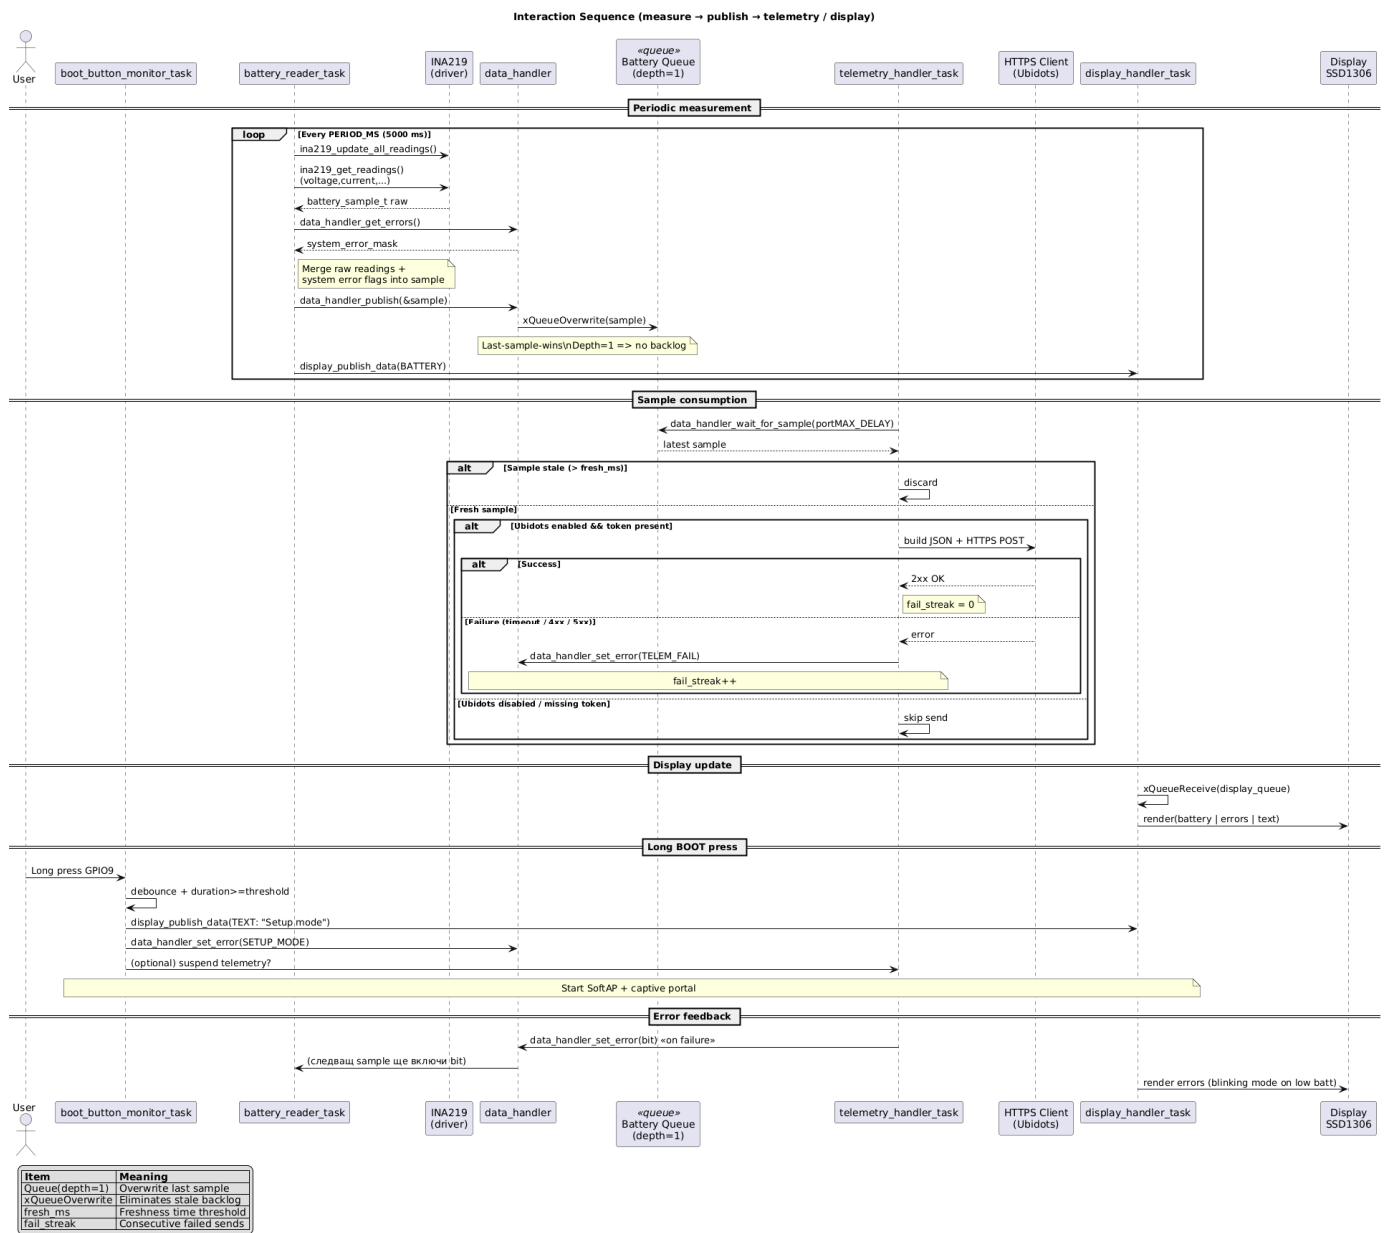 Interaction Sequence (measure → publish → telemetry / display)
User
boot_button_monitor_task
battery_reader_task
INA219
(driver)
data_handler
«queue»
Battery Queue
(depth=1)
telemetry_handler_task
HTTPS Client
(Ubidots)
display_handler_task
Display
SSD1306
Periodic measurement
loop [Every PERIOD_MS (5000 ms)]
ina219_update_all_readings()
ina219_get_readings()
(voltage,current,...)
battery_sample_t raw
data_handler_get_errors()
system_error_mask
Merge raw readings +
system error flags into sample
data_handler_publish(&sample)
xQueueOverwrite(sample)
Last-sample-wins\nDepth=1 => no backlog
display_publish_data(BATTERY)
Sample consumption
data_handler_wait_for_sample(portMAX_DELAY)
latest sample
alt [Sample stale (> fresh_ms)]
discard
[Fresh sample]
alt [Ubidots enabled && token present]
build JSON + HTTPS POST
alt [Success]
2xx OK
fail_streak = 0
[Failure (timeout / 4xx / 5xx)]
error
data_handler_set_error(TELEM_FAIL)
fail_streak++
[Ubidots disabled / missing token]
skip send
Display update
xQueueReceive(display_queue)
render(battery | errors | text)
Long BOOT press
Long press GPIO9
debounce + duration>=threshold
display_publish_data(TEXT: "Setup mode")
data_handler_set_error(SETUP_MODE)
(optional) suspend telemetry?
Start SoftAP + captive portal
Error feedback
data_handler_set_error(bit) «on failure»
(следващ sample ще включи bit)
render errors (blinking mode on low batt)
User
boot_button_monitor_task
battery_reader_task
INA219
(driver)
data_handler
«queue»
Battery Queue
(depth=1)
telemetry_handler_task
HTTPS Client
(Ubidots)
display_handler_task
Display
SSD1306
Item Meaning
Queue(depth=1) Overwrite last sample
xQueueOverwrite Eliminates stale backlog
fresh_ms Freshness time threshold
fail_streak Consecutive failed sends